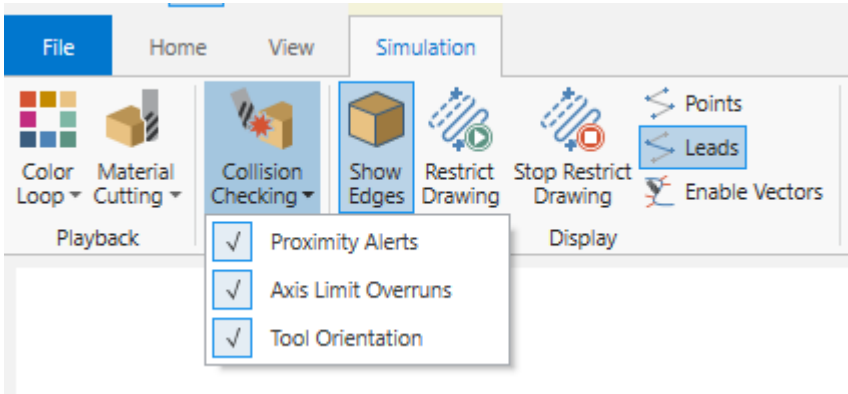 File Home View Simulation
Color Loop
Material Cutting
Collision Checking
Show Edges
Restrict Drawing
Stop Restrict Drawing
Points
Leads
Enable Vectors
Playback
Display
Proximity Alerts
Axis Limit Overruns
Tool Orientation